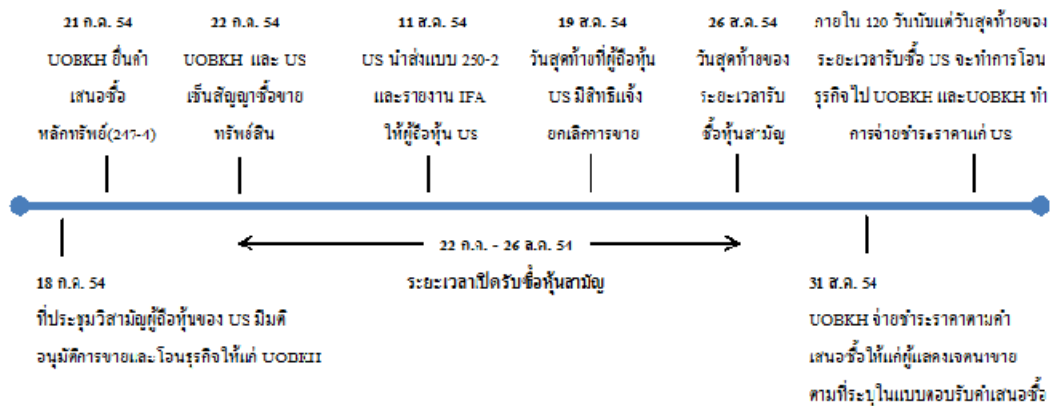 21 ก.ค. 54
UOBKH ยื่นคำ
เสนอซื้อ
หลักทรัพย์(247-4)
22 ก.ค. 54
UOBKH และ US
เซ็นสัญญาซื้อขาย
ทรัพย์สิน
11 ส.ค. 54
US นำส่งแบบ 250-2
และรายงาน IFA
ให้ผู้ถือหุ้น US
19 ส.ค. 54
วันสุดท้ายที่ผู้ถือหุ้น
US มีสิทธิแจ้ง
ยกเลิกการขาย
26 ส.ค. 54
วันสุดท้ายของ
ระยะเวลารับ
ซื้อหุ้นสามัญ
ภายใน 120 วันนับแต่วันสุดท้ายของ
ระยะเวลารับซื้อ US จะทำการโอน
ธุรกิจไป UOBKH และUOBKH ทำ
การจ่ายชำระราคาแก่ US
22 ก.ค. - 26 ส.ค. 54
ระยะเวลาเปิดรับซื้อหุ้นสามัญ
18 ก.ค. 54
ที่ประชุมวิสามัญผู้ถือหุ้นของ US มีมติ
อนุมัติการขายและโอนธุรกิจให้แก่ UOBKH
31 ส.ค. 54
UOBKH จ่ายชำระราคาตามคำ
เสนอซื้อให้แก่ผู้แสดงเจตนาขาย
ตามที่ระบุในแบบตอบรับคำเสนอซื้อ